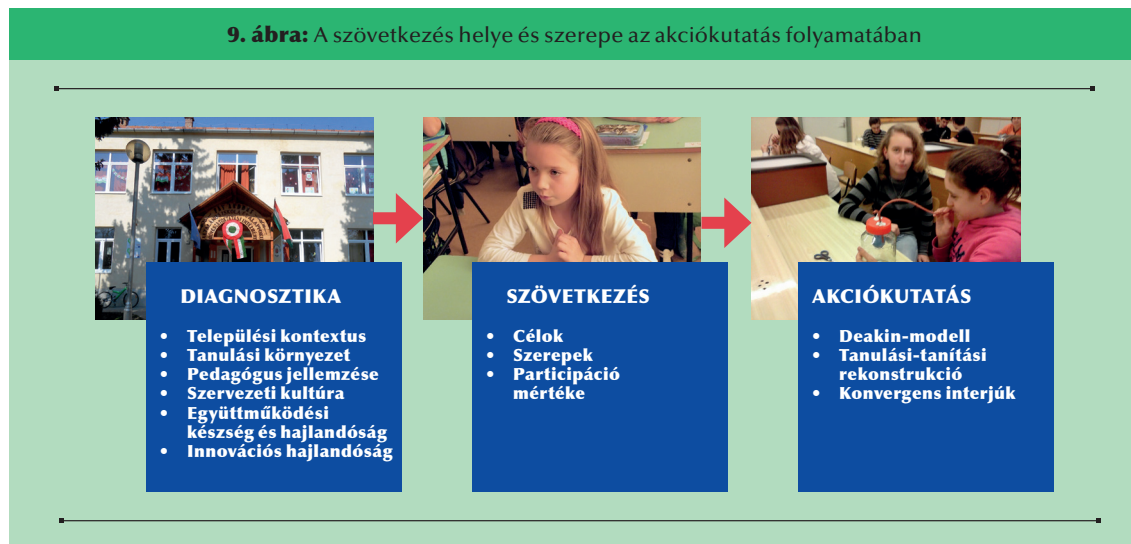 9. ábra: A szövetkezés helye és szerepe az akciókutatás folyamatában
DIAGNOSZTIKA
• Települési kontextus
• Tanulási környezet
• Pedagógus jellemzése
• Szervezeti kultúra
• Együttműködési
készség és hajlandóság
• Innovációs hajlandóság
SZÖVETKEZÉS
• Célok
• Szerepek
• Participáció
mértéke
AKCIÓKUTATÁS
• Deakin-modell
• Tanulási-tanítási
rekonstrukció
• Konvergens interjúk